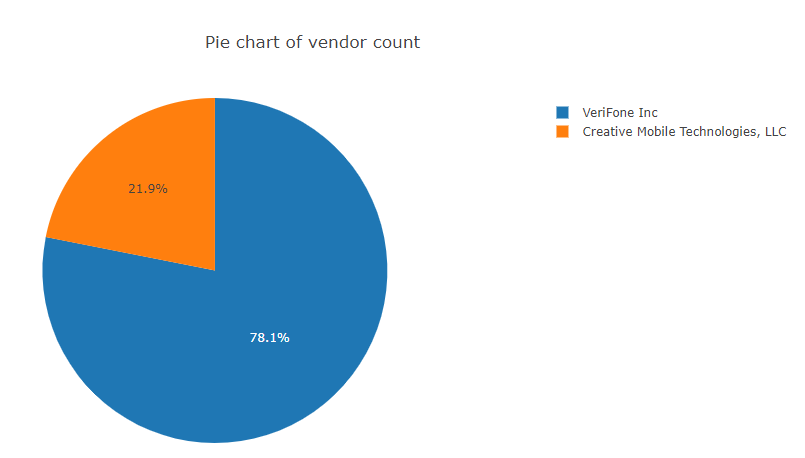 Pie chart of vendor count
VeriFone Inc
Creative Mobile Technologies, LLC
21.9%
78.1%